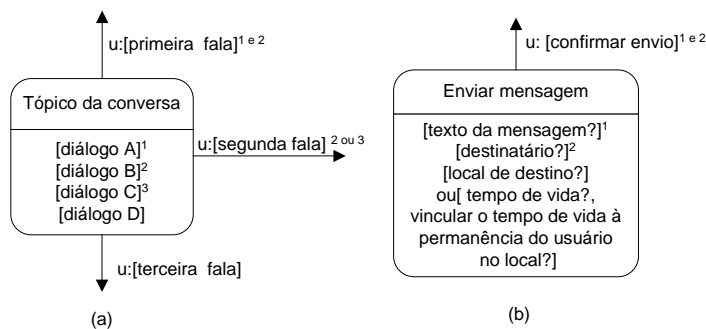 u:[primeira fala]¹ ᵉ ²
Tópico da conversa
[diálogo A]¹
[diálogo B]²
[diálogo C]³
[diálogo D]
u:[segunda fala] ² ᵒᵘ ³
u:[terceira fala]
(a)
u: [confirmar envio]¹ ᵉ ²
Enviar mensagem
[texto da mensagem?]¹
[destinatário?]²
[local de destino?]
ou[ tempo de vida?,
vincular o tempo de vida à
permanência do usuário
no local?]
(b)